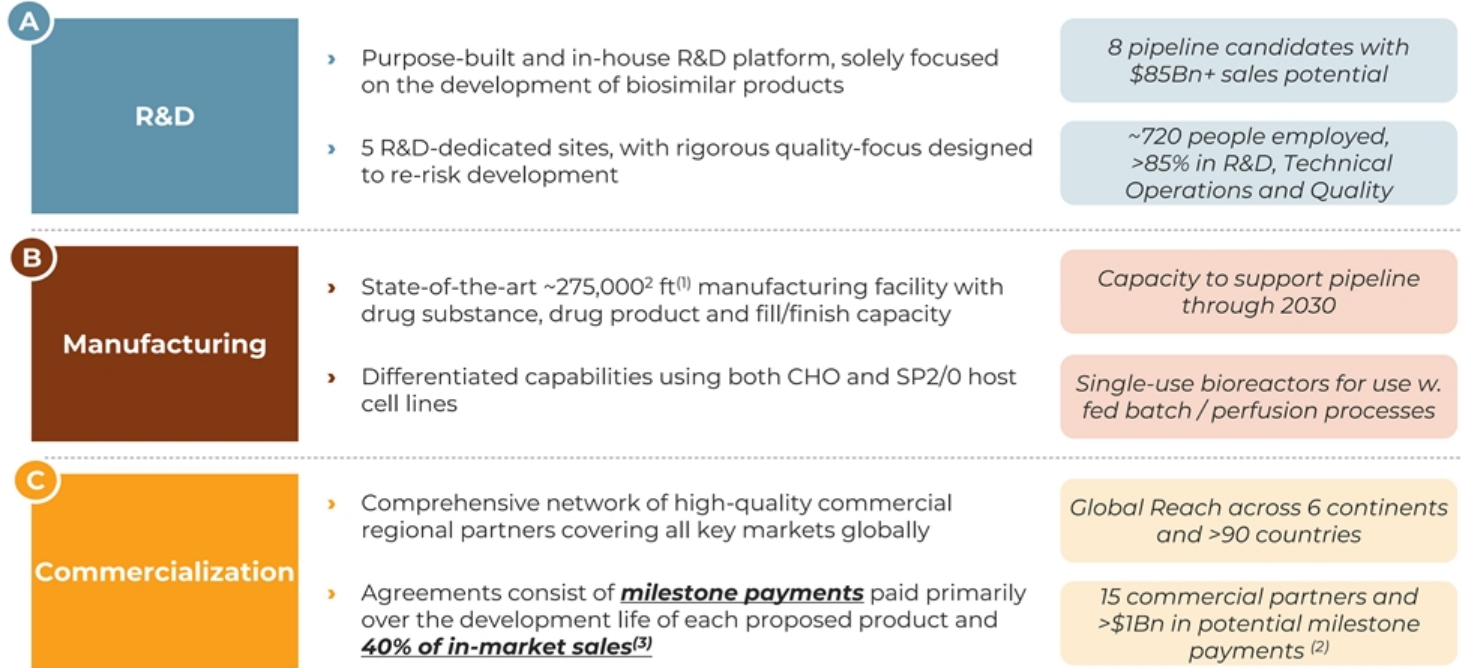 A
R&D
› Purpose-built and in-house R&D platform, solely focused
on the development of biosimilar products
› 5 R&D-dedicated sites, with rigorous quality-focus designed
to re-risk development
8 pipeline candidates with
$85Bn+ sales potential
~720 people employed,
>85% in R&D, Technical
Operations and Quality
B
Manufacturing
› State-of-the-art ~275,000² ft⁽¹⁾ manufacturing facility with
drug substance, drug product and fill/finish capacity
› Differentiated capabilities using both CHO and SP2/0 host
cell lines
Capacity to support pipeline
through 2030
Single-use bioreactors for use w.
fed batch / perfusion processes
C
Commercialization
› Comprehensive network of high-quality commercial
regional partners covering all key markets globally
› Agreements consist of milestone payments paid primarily
over the development life of each proposed product and
40% of in-market sales⁽³⁾
Global Reach across 6 continents
and >90 countries
15 commercial partners and
>$1Bn in potential milestone
payments ⁽²⁾